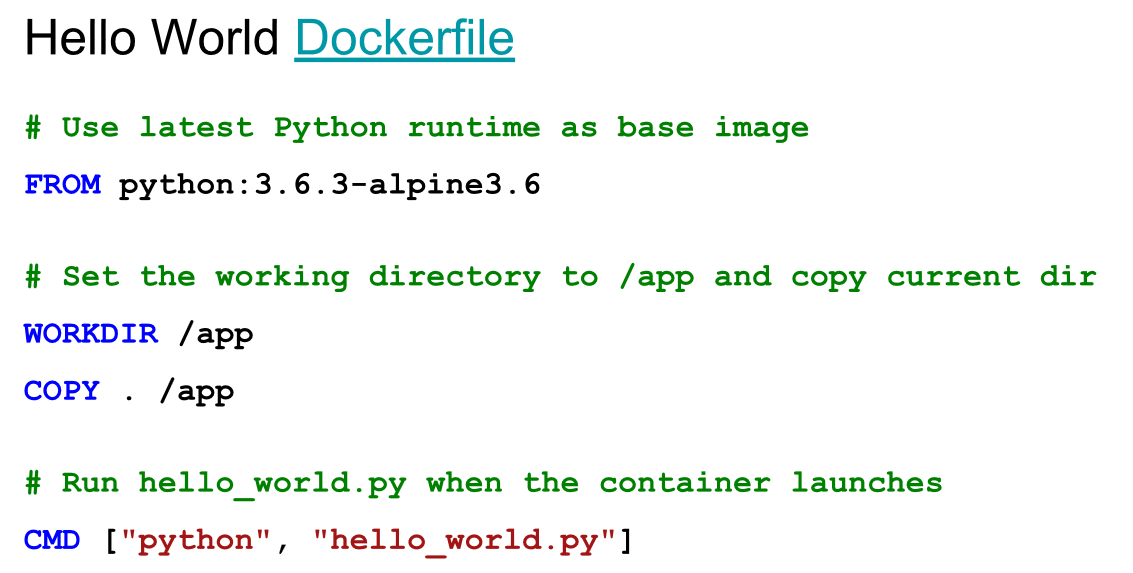 Hello World Dockerfile
# Use latest Python runtime as base image
FROM python:3.6.3-alpine3.6
# Set the working directory to /app and copy current dir
WORKDIR /app
COPY . /app
# Run hello_world.py when the container launches
CMD ["python", "hello_world.py"]